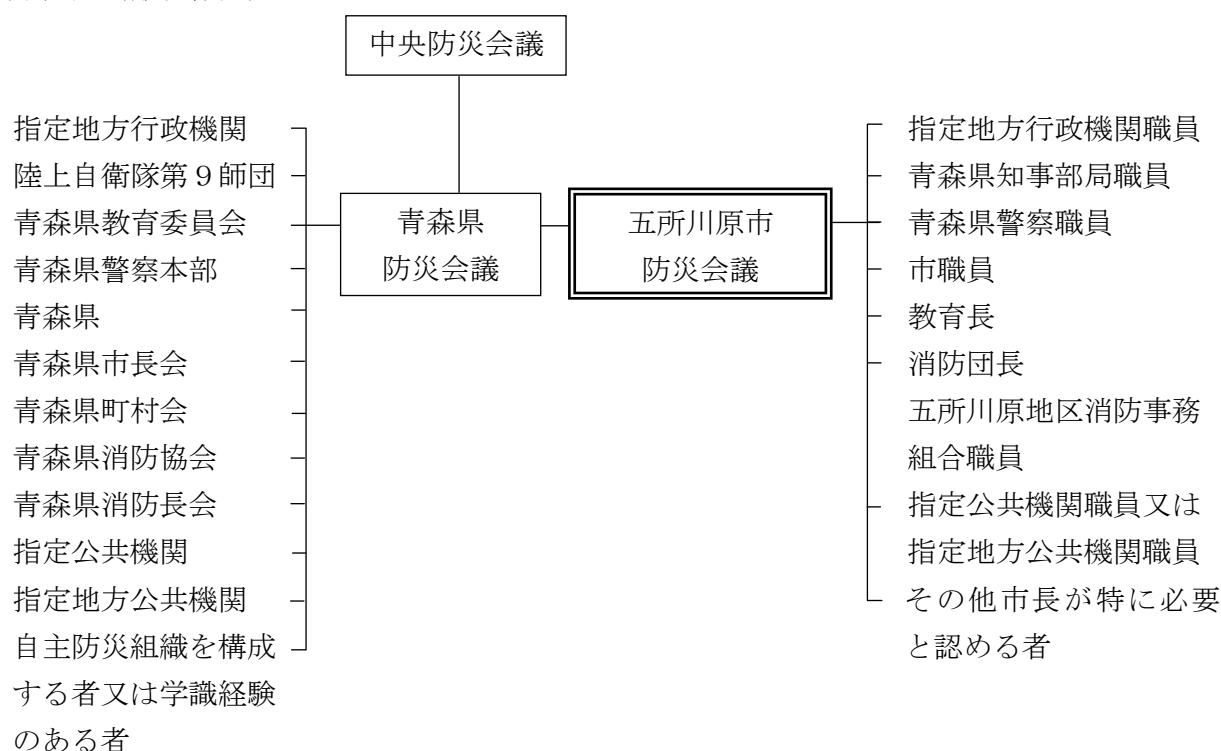 中央防災会議
指定地方行政機関
陸上自衛隊第９師団
青森県教育委員会
青森県警察本部
青森県
青森県市長会
青森県町村会
青森県消防協会
青森県消防長会
指定公共機関
指定地方公共機関
自主防災組織を構成
する者又は学識経験
のある者
青森県
防災会議
五所川原市
防災会議
指定地方行政機関職員
青森県知事部局職員
青森県警察職員
市職員
教育長
消防団長
五所川原地区消防事務
組合職員
指定公共機関職員又は
指定地方公共機関職員
その他市長が特に必要
と認める者